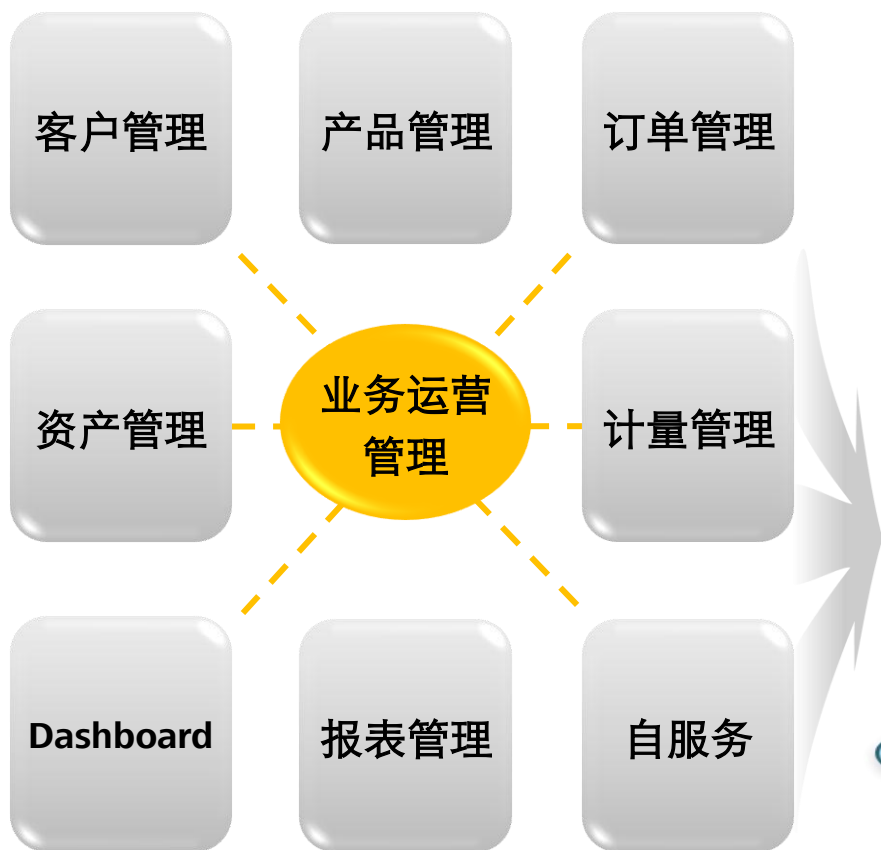 客户管理
产品管理
订单管理
资产管理
业务运营
管理
计量管理
Dashboard
报表管理
自服务